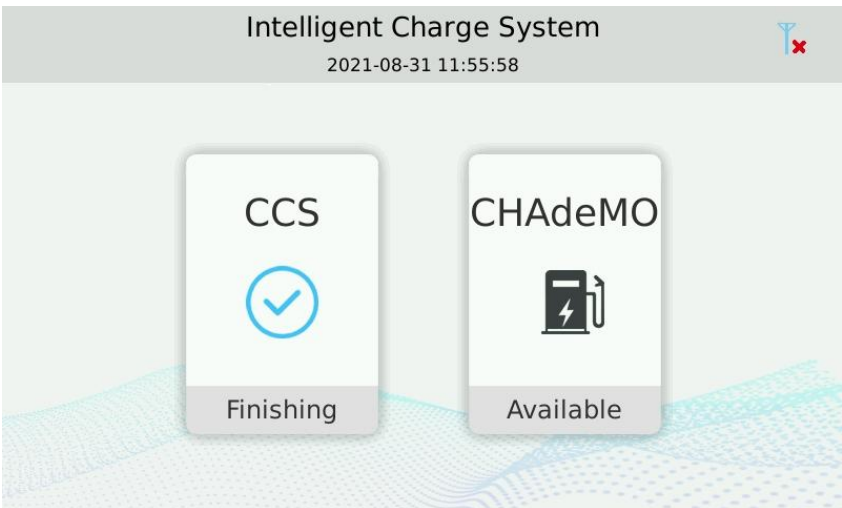 Intelligent Charge System
2021-08-31 11:55:58
CCS
CHAdeMO
Finishing
Available